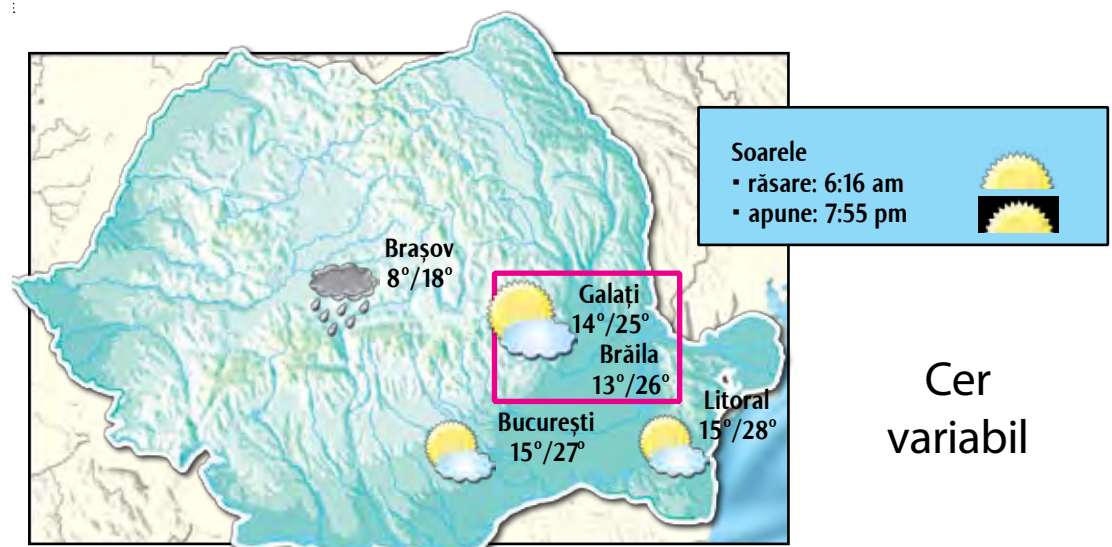 Soarele
▪ răsare: 6:16 am
▪ apune: 7:55 pm
Brașov
8°/18°
Galați
14°/25°
Brăila
13°/26°
Litoral
15°/28°
București
15°/27°
Cer
variabil